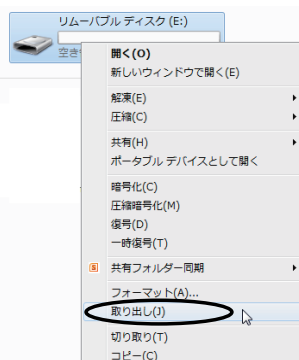 リムーバブル ディスク (E:)
空き
開く(O)
新しいウィンドウで開く(E)
解凍(E)
圧縮(C)
共有(H)
ポータブル デバイスとして開く
暗号化(C)
圧縮暗号化(M)
復号(D)
一時復号(T)
S 共有フォルダー同期
フォーマット(A)...
取り出し(J)
切り取り(T)
コピー(C)